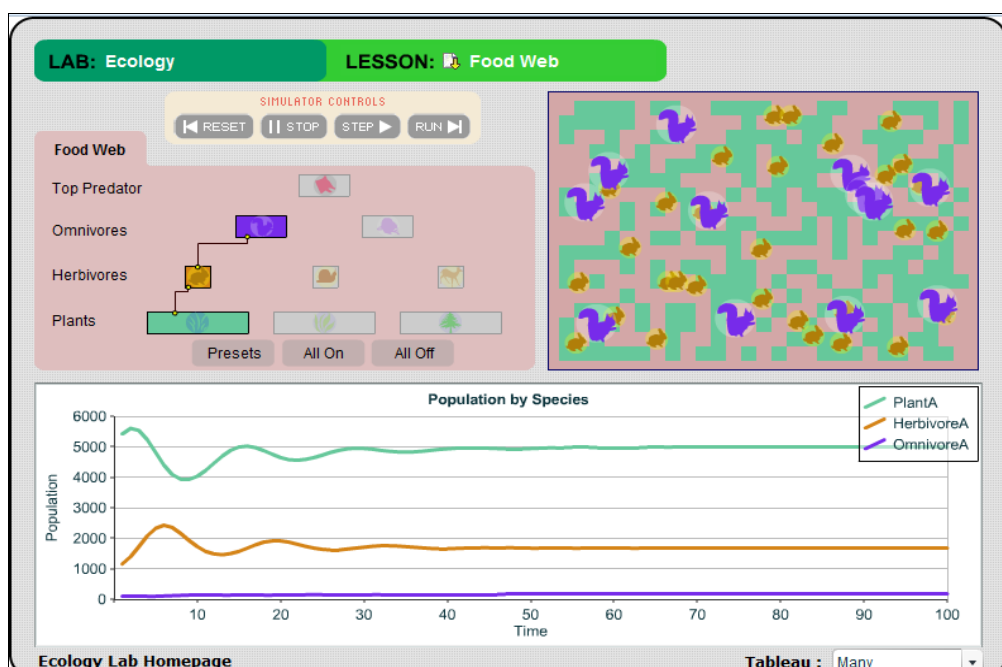 LAB: Ecology
LESSON: Food Web
SIMULATOR CONTROLS
RESET STOP STEP RUN
Food Web
Top Predator
Omnivores
Herbivores
Plants
Presets All On All Off
Population by Species
PlantA
HerbivoreA
OmnivoreA
Population
6000
5000
4000
3000
2000
1000
0
10 20 30 40 50 60 70 80 90 100
Time
Ecology Lab Homepage
Tableau : Many